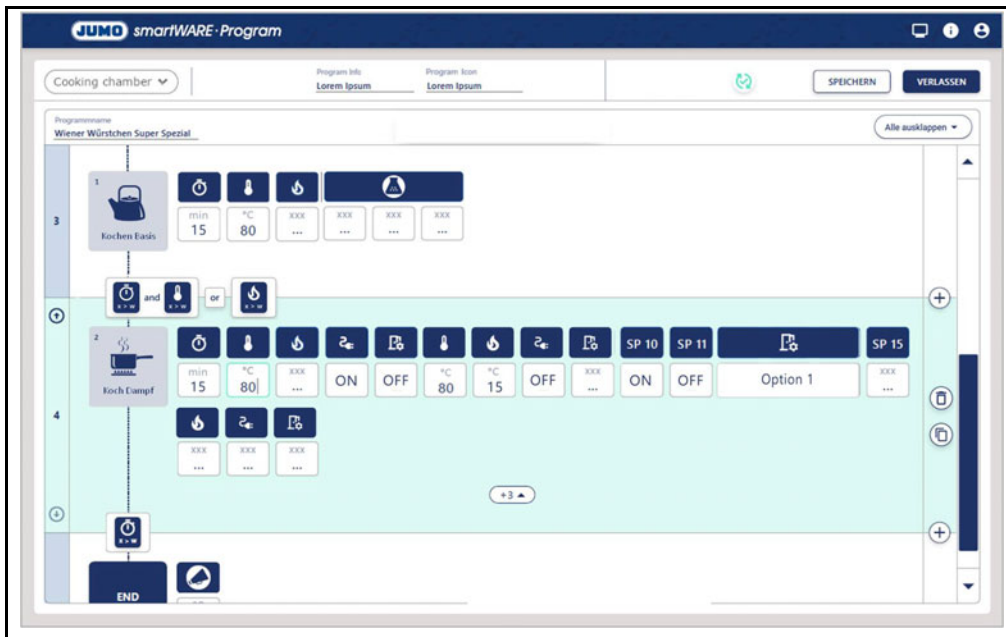 JUMO smartWARE·Program
Cooking chamber
Program Info
Program Icon
Lorem Ipsum
Lorem Ipsum
SPEICHERN
VERLASSEN
Programmname
Wiener Würstchen Super Spezial
Alle ausklappen
3
1
Kochen Basis
min °C xxx xxx xxx xxx
15 80 ... ... ... ...
x > w and x > w or x > w
4
2
Koch Dampf
SP 10 SP 11 SP 15
min °C xxx °C °C xxx xxx
15 80 ... ON OFF 80 15 OFF ... ON OFF Option 1 ...
xxx xxx xxx
... ... ...
+3
x > w
END